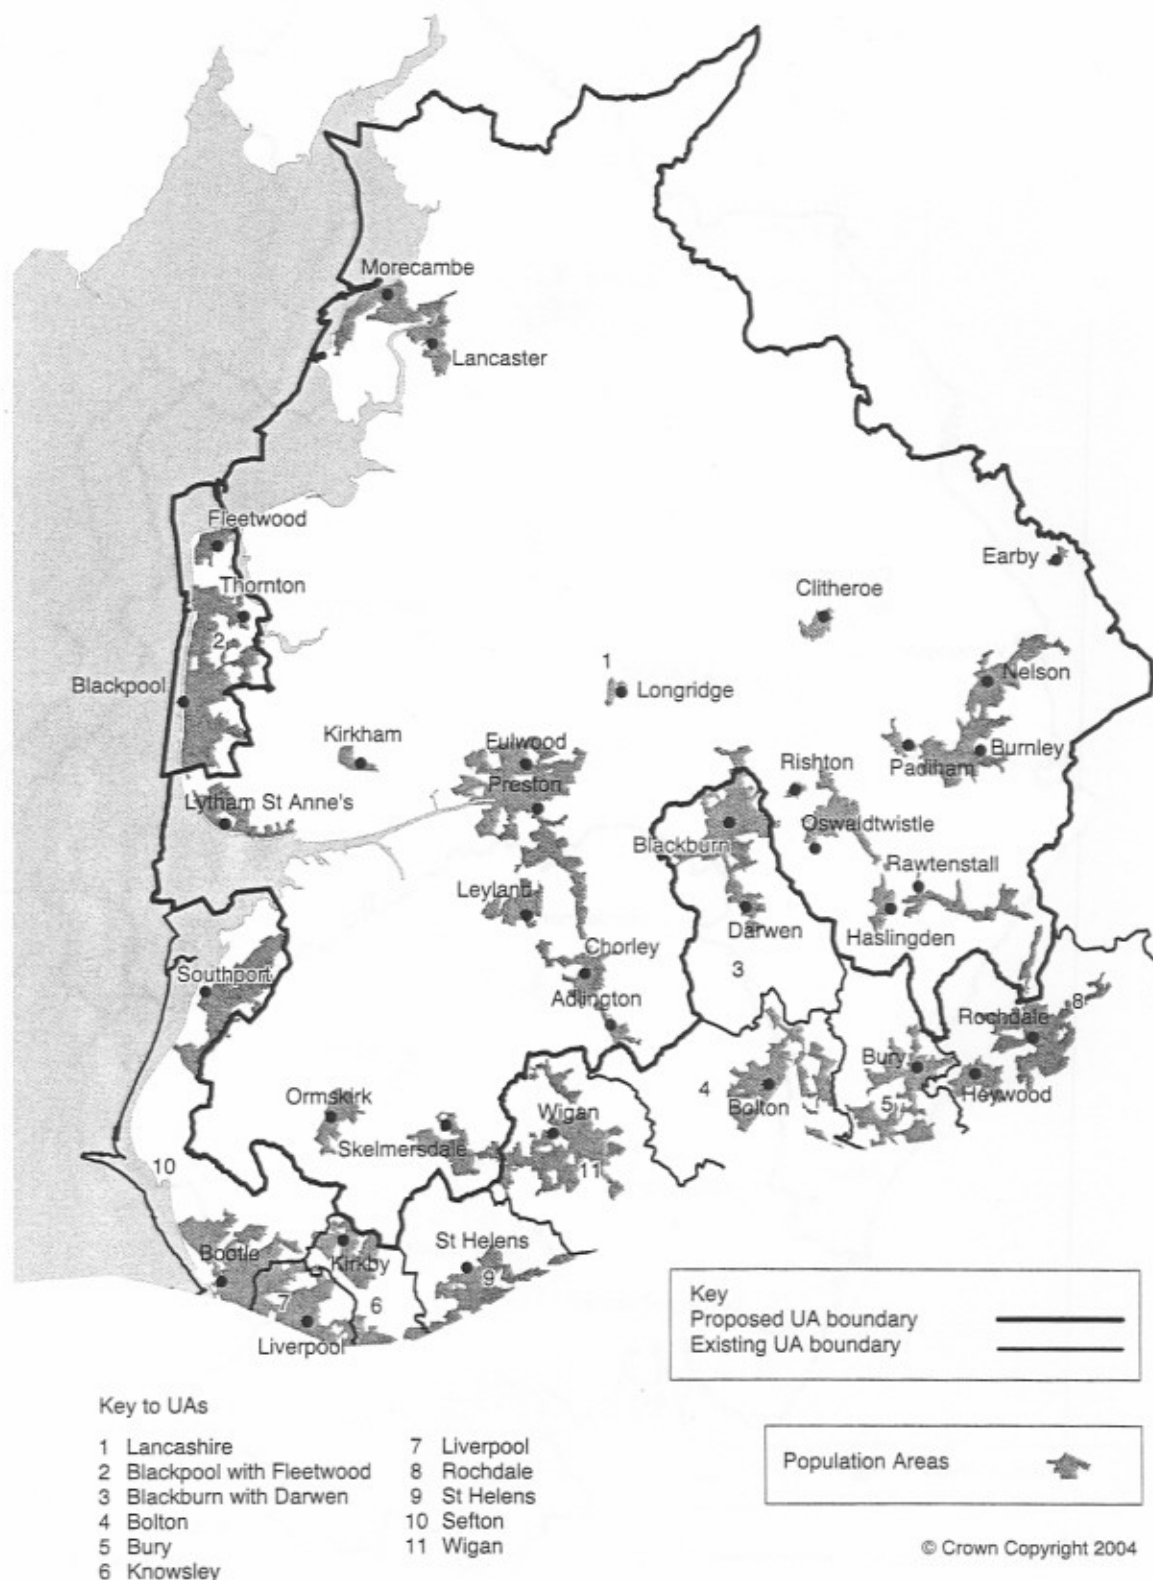 Morecambe
Lancaster
Fleetwood
Thornton
2
Blackpool
Earby
Clitheroe
1
Longridge
Nelson
Kirkham
Fulwood
Preston
Rishton
Padiham
Burnley
Lytham St Anne's
Blackburn
Oswaldtwistle
Leyland
Rawtenstall
Darwen
Haslingden
Chorley
3
Southport
Adlington
8
Rochdale
Bury
Heywood
Ormskirk
Wigan
4
Bolton
5
Skelmersdale
10
11
Bootle
Kirkby
St Helens
9
7
6
Liverpool
Key
Proposed UA boundary
Existing UA boundary
Key to UAs
1 Lancashire
2 Blackpool with Fleetwood
3 Blackburn with Darwen
4 Bolton
5 Bury
6 Knowsley
7 Liverpool
8 Rochdale
9 St Helens
10 Sefton
11 Wigan
Population Areas
© Crown Copyright 2004